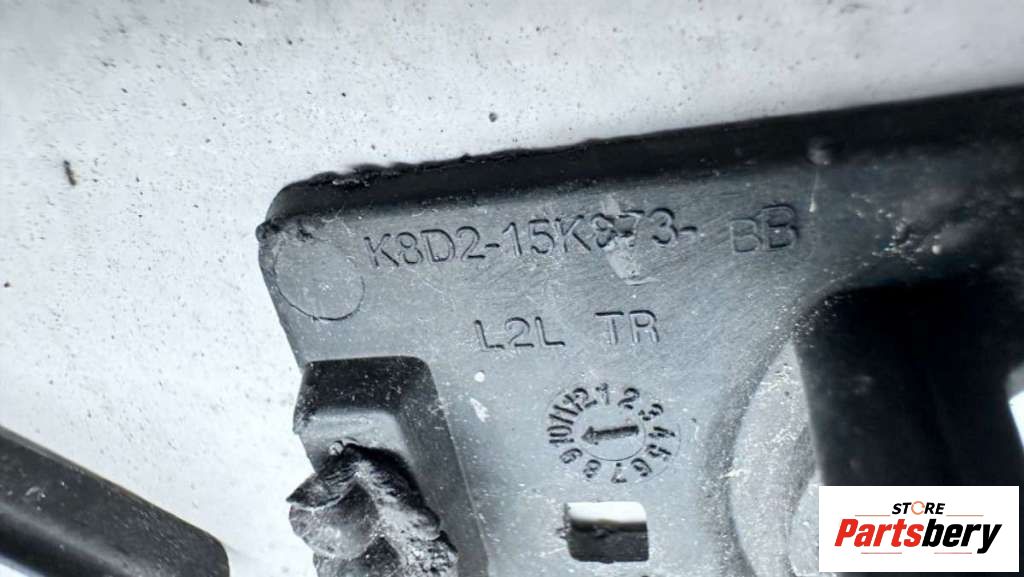 K8D2-15K873- BB
L2L TR
1 2 3 4 5 6 7 8 9 10 11 12
STORE
Partsbery